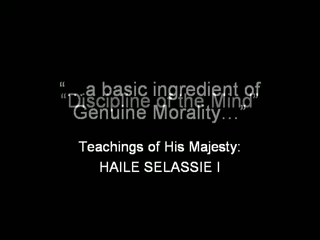 “…a basic ingredient of
“Discipline of the Mind”
Genuine Morality…”
Teachings of His Majesty:
HAILE SELASSIE I